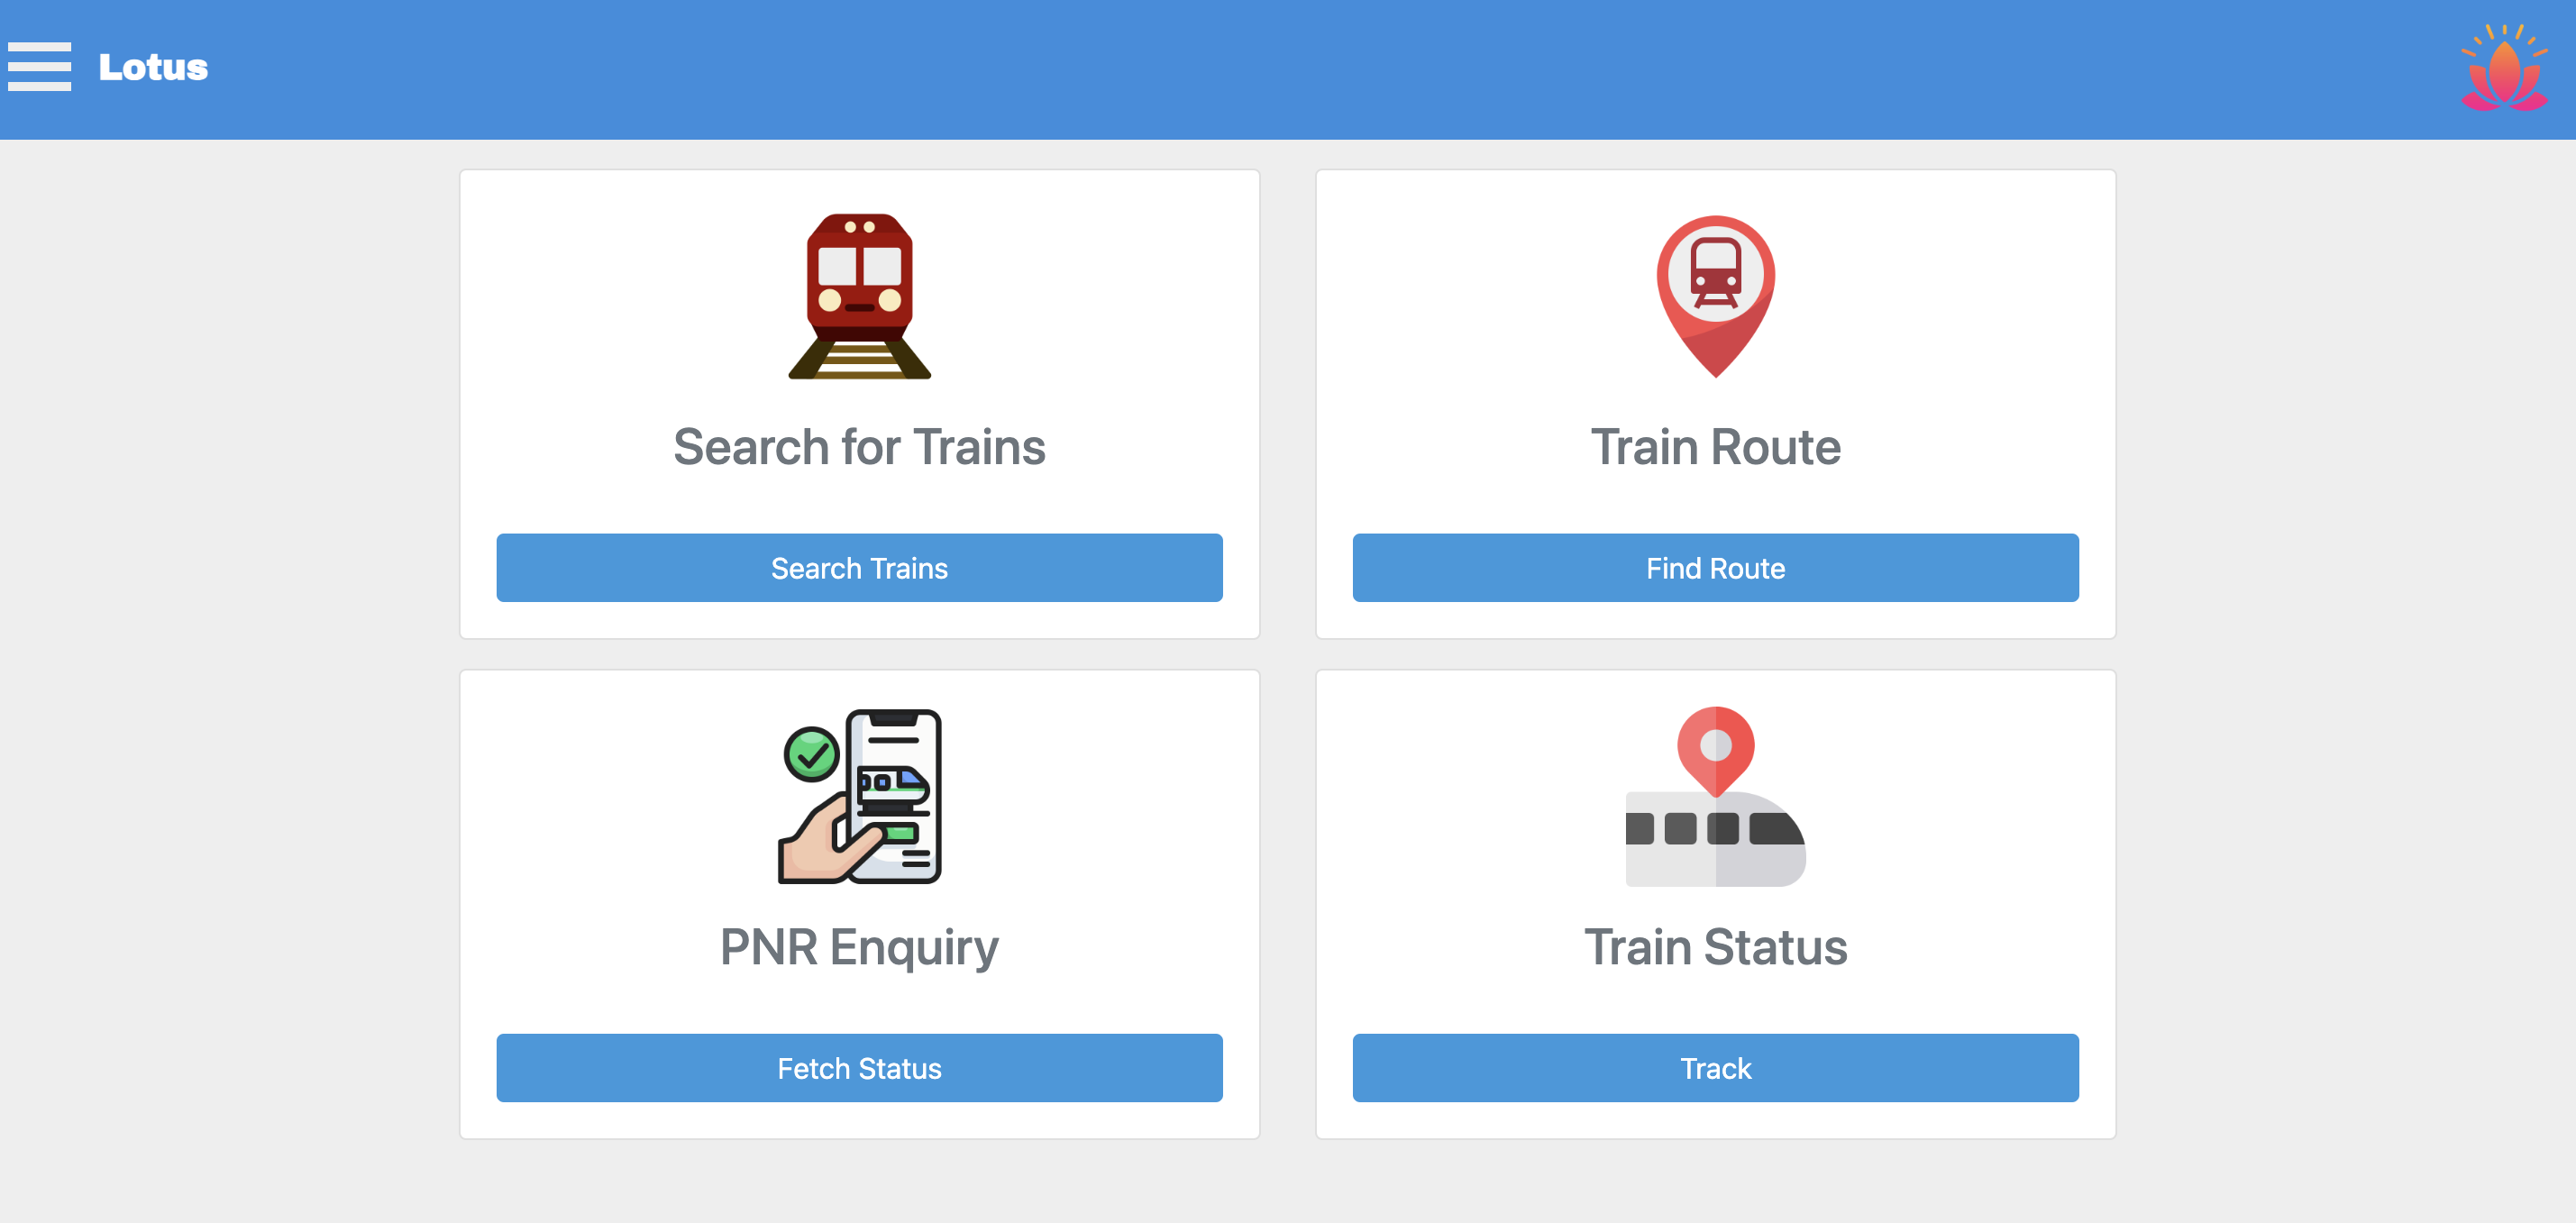 Lotus
Search for Trains
Search Trains
Train Route
Find Route
PNR Enquiry
Fetch Status
Train Status
Track